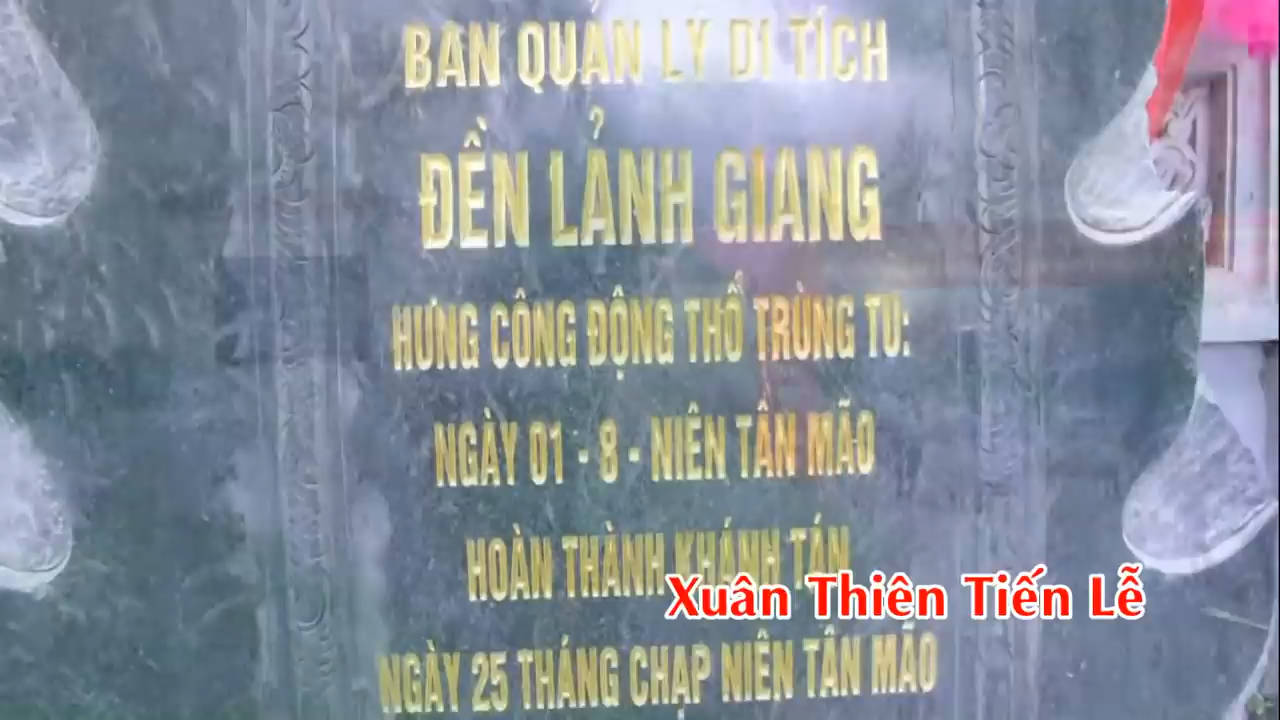 BAN QUẢN LÝ DI TÍCH
ĐỀN LẢNH GIANG
HƯNG CÔNG ĐỘNG THỔ TRÙNG TU:
NGÀY 01 - 8 - NIÊN TÂN MÃO
HOÀN THÀNH KHÁNH TÁN
Xuân Thiên Tiến Lễ
NGÀY 25 THÁNG CHẠP NIÊN TÂN MÃO